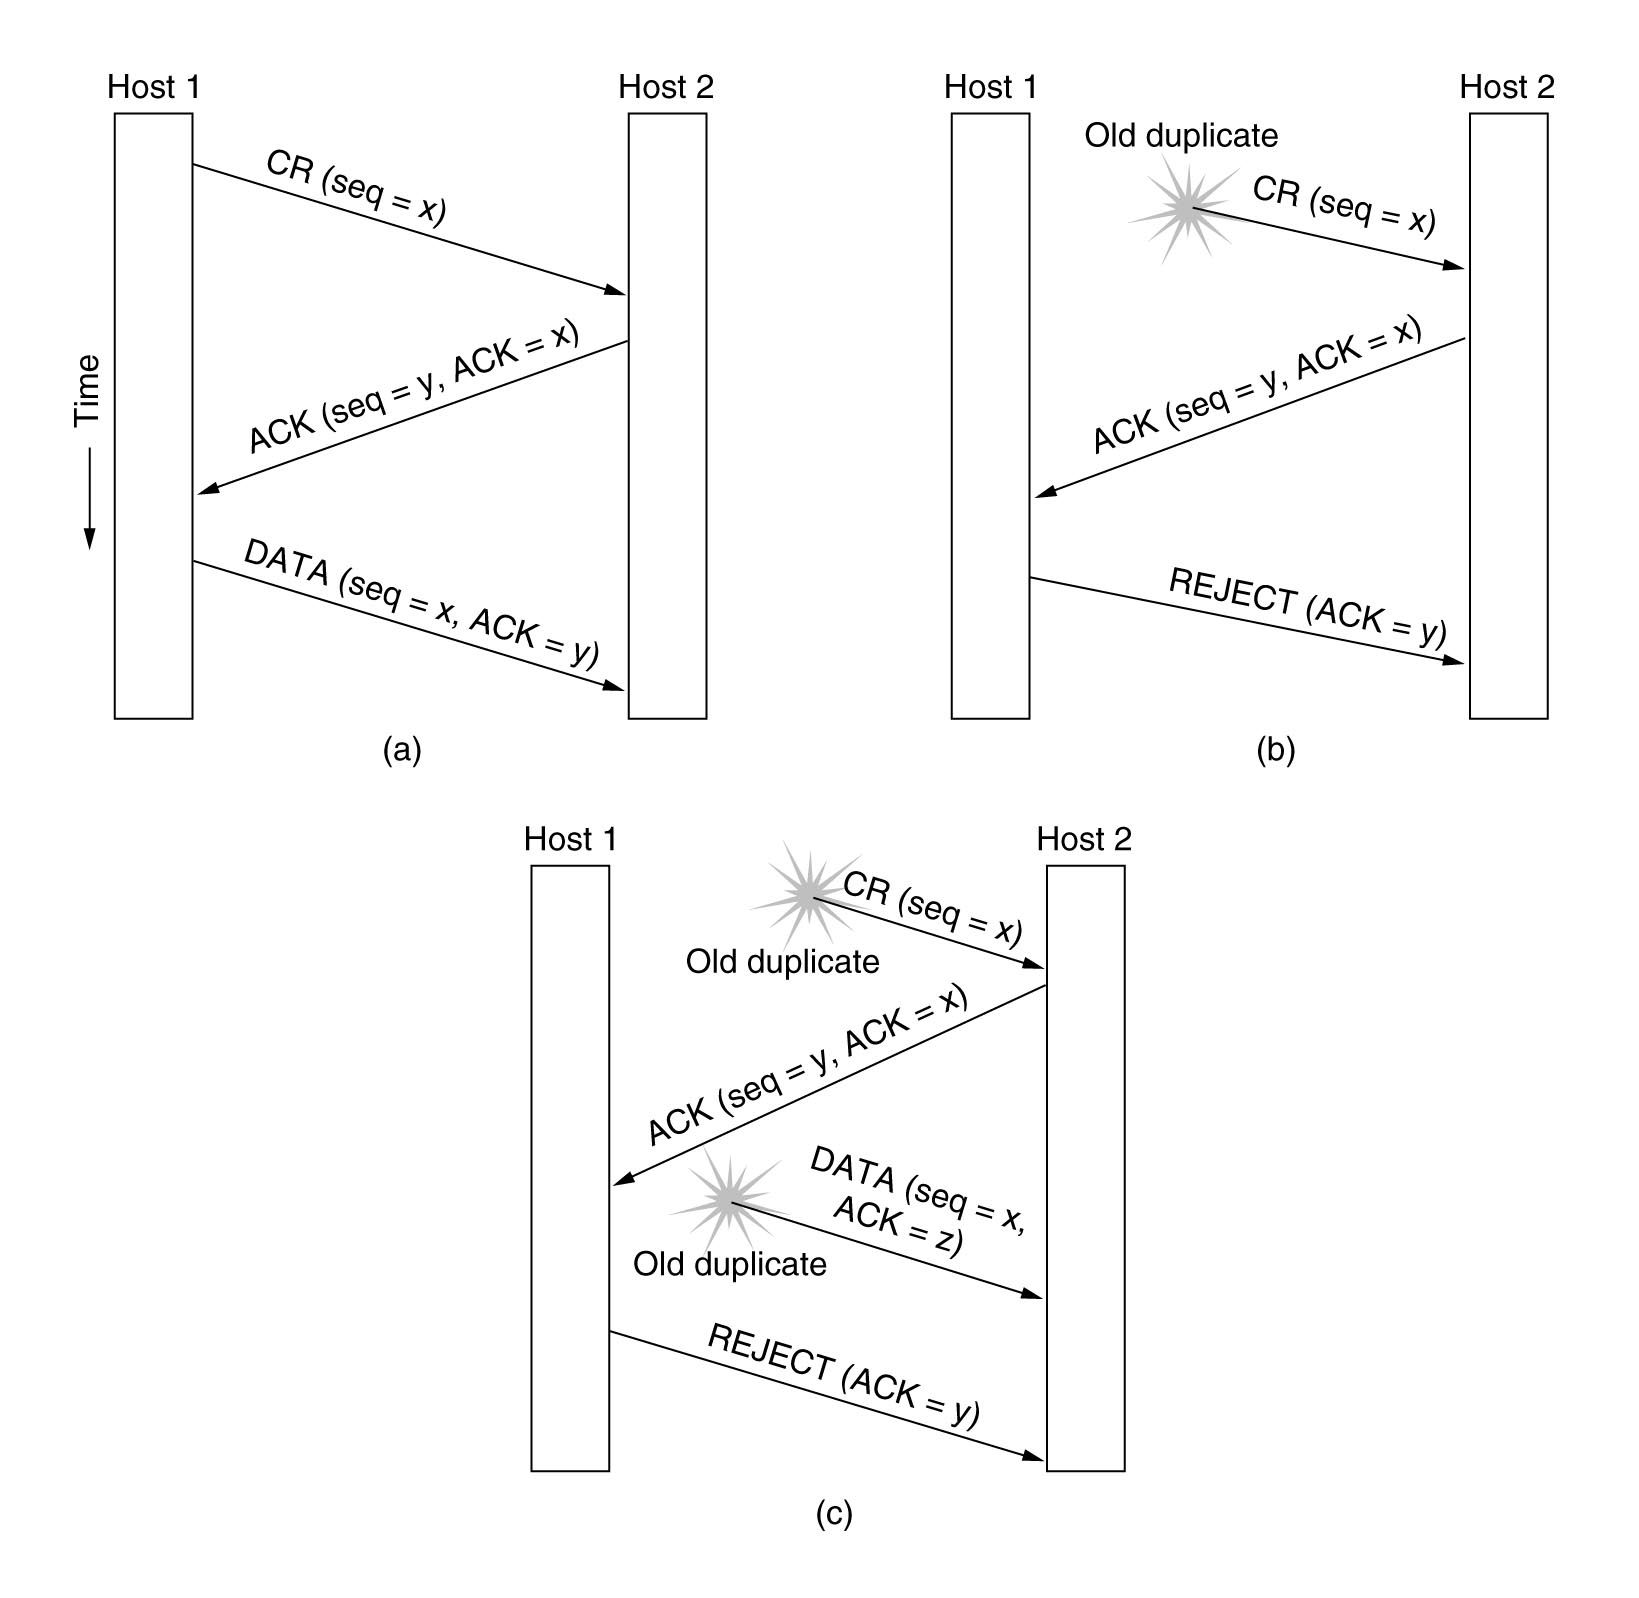 Host 1
Host 2
CR (seq = x)
ACK (seq = y, ACK = x)
Time
DATA (seq = x, ACK = y)
(a)
Host 1
Host 2
Old duplicate
CR (seq = x)
ACK (seq = y, ACK = x)
REJECT (ACK = y)
(b)
Host 1
Host 2
CR (seq = x)
Old duplicate
ACK (seq = y, ACK = x)
DATA (seq = x,
ACK = z)
Old duplicate
REJECT (ACK = y)
(c)